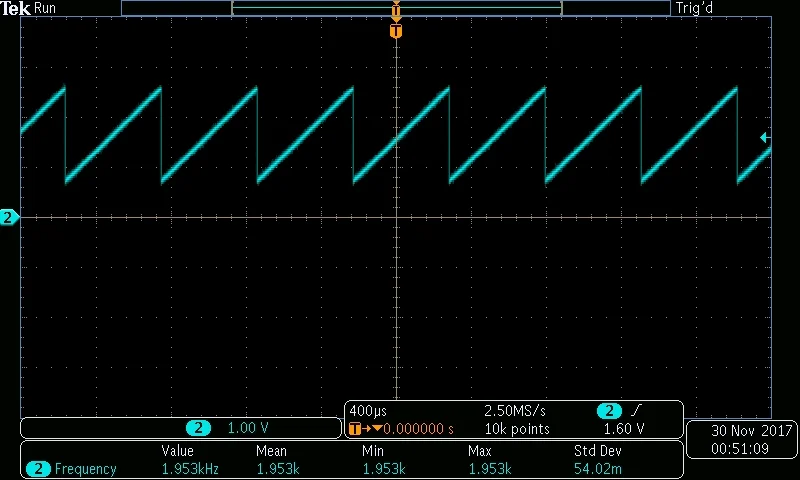 Tek Run Trig'd
T
T
2
2 1.00 V
400µs 2.50MS/s 2
T→▼0.000000 s 10k points 1.60 V
30 Nov 2017
00:51:09
Value Mean Min Max Std Dev
2 Frequency 1.953kHz 1.953k 1.953k 1.953k 54.02m